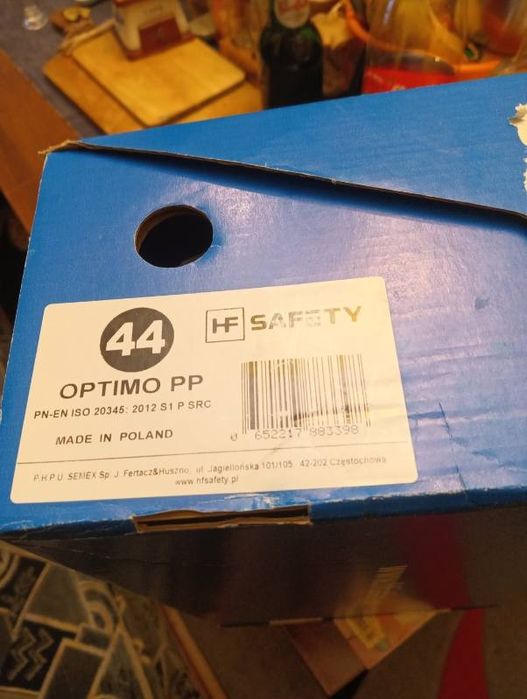 44
HF SAFETY
OPTIMO PP
PN-EN ISO 20345: 2012 S1 P SRC
MADE IN POLAND
652217 883398
P.H.P.U. SEMEX Sp. J. Fertacz&Huszno, ul. Jagiellońska 101/105, 42-202 Częstochowa
www.hfsafety.pl